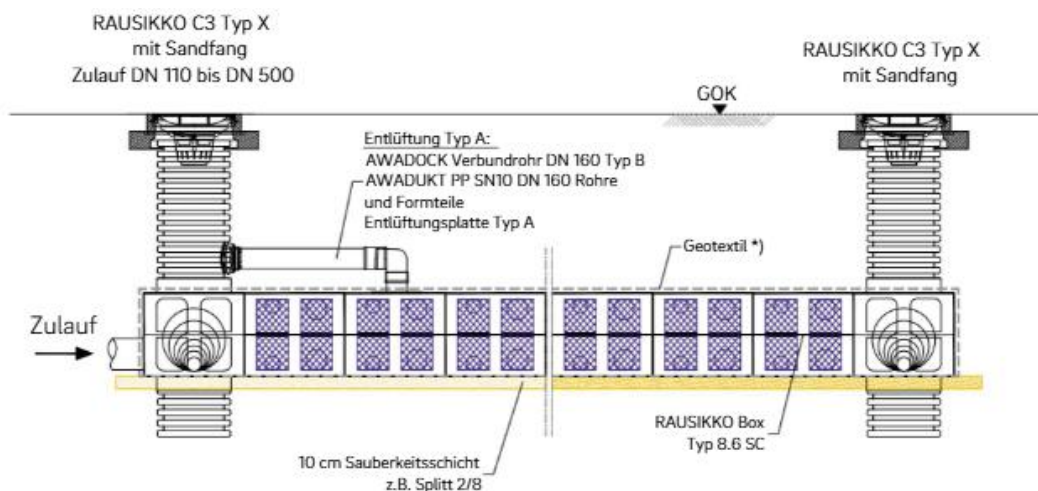 RAUSIKKO C3 Typ X
mit Sandfang
Zulauf DN 110 bis DN 500
RAUSIKKO C3 Typ X
mit Sandfang
GOK
Entlüftung Typ A:
AWADOCK Verbundrohr DN 160 Typ B
AWADUKT PP SN10 DN 160 Rohre
und Formteile
Entlüftungsplatte Typ A
Geotextil *)
Zulauf
RAUSIKKO Box
Typ 8.6 SC
10 cm Sauberkeitsschicht
z.B. Splitt 2/8